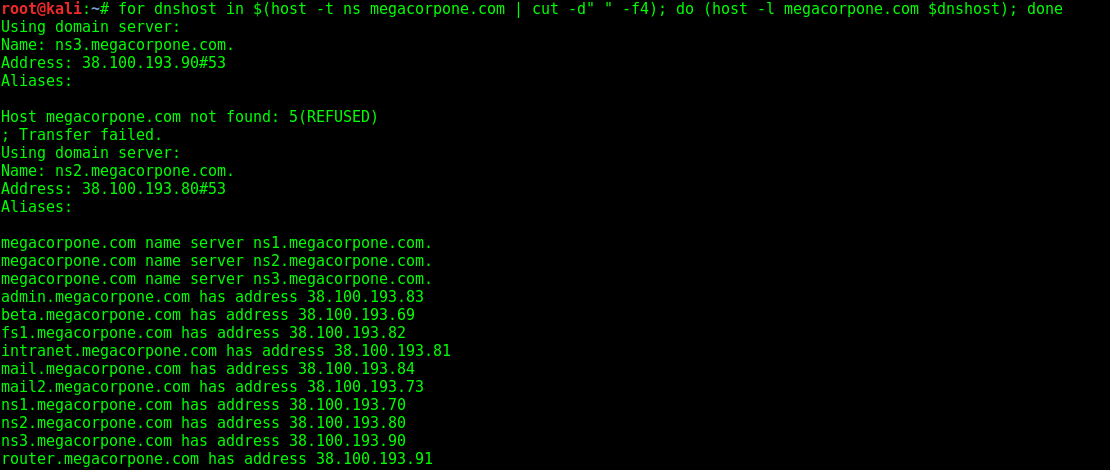 root@kali:~# for dnshost in $(host -t ns megacorpone.com | cut -d" " -f4); do (host -l megacorpone.com $dnshost); done
Using domain server:
Name: ns3.megacorpone.com.
Address: 38.100.193.90#53
Aliases:

Host megacorpone.com not found: 5(REFUSED)
; Transfer failed.
Using domain server:
Name: ns2.megacorpone.com.
Address: 38.100.193.80#53
Aliases:

megacorpone.com name server ns1.megacorpone.com.
megacorpone.com name server ns2.megacorpone.com.
megacorpone.com name server ns3.megacorpone.com.
admin.megacorpone.com has address 38.100.193.83
beta.megacorpone.com has address 38.100.193.69
fs1.megacorpone.com has address 38.100.193.82
intranet.megacorpone.com has address 38.100.193.81
mail.megacorpone.com has address 38.100.193.84
mail2.megacorpone.com has address 38.100.193.73
ns1.megacorpone.com has address 38.100.193.70
ns2.megacorpone.com has address 38.100.193.80
ns3.megacorpone.com has address 38.100.193.90
router.megacorpone.com has address 38.100.193.91